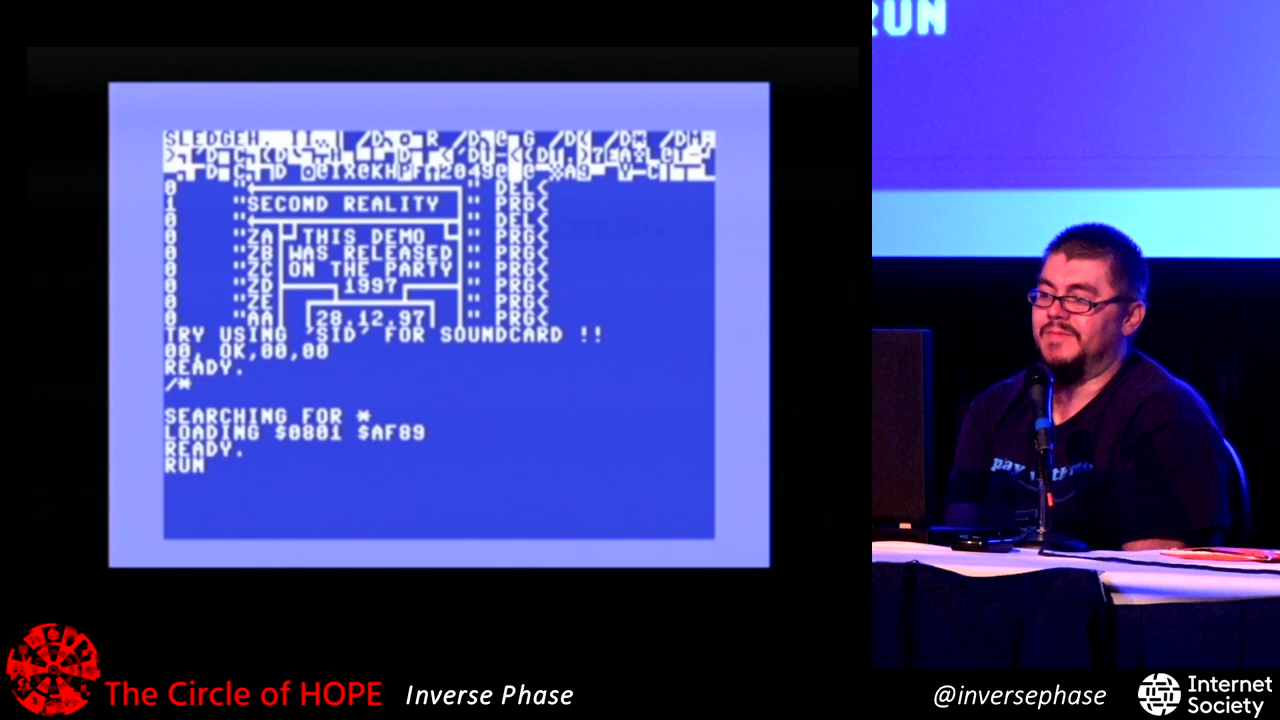 RUN
SLEDGEH
0 " " DEL<
1 "SECOND REALITY " PRG<
0 " " DEL<
0 "ZA THIS DEMO " PRG<
0 "ZB WAS RELEASED " PRG<
0 "ZC ON THE PARTY " PRG<
0 "ZD 1997 " PRG<
0 "ZE " PRG<
0 "AA 28.12.97 " PRG<
TRY USING 'SID' FOR SOUNDCARD !!
00, OK,00,00
READY.
/*
SEARCHING FOR *
LOADING $0801 $AF89
READY.
RUN
The Circle of HOPE
Inverse Phase
@inversephase
Internet
Society